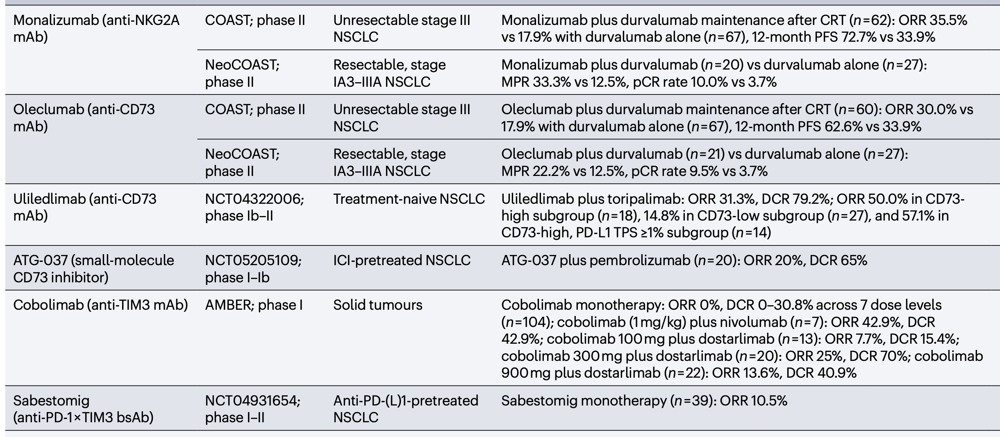 Monalizumab (anti-NKG2A
mAb)
COAST; phase II
Unresectable stage III
NSCLC
Monalizumab plus durvalumab maintenance after CRT (n=62): ORR 35.5%
vs 17.9% with durvalumab alone (n=67), 12-month PFS 72.7% vs 33.9%
NeoCOAST;
phase II
Resectable, stage
IA3–IIIA NSCLC
Monalizumab plus durvalumab (n=20) vs durvalumab alone (n=27):
MPR 33.3% vs 12.5%, pCR rate 10.0% vs 3.7%
Oleclumab (anti-CD73
mAb)
COAST; phase II
Unresectable stage III
NSCLC
Oleclumab plus durvalumab maintenance after CRT (n=60): ORR 30.0% vs
17.9% with durvalumab alone (n=67), 12-month PFS 62.6% vs 33.9%
NeoCOAST;
phase II
Resectable, stage
IA3–IIIA NSCLC
Oleclumab plus durvalumab (n=21) vs durvalumab alone (n=27):
MPR 22.2% vs 12.5%, pCR rate 9.5% vs 3.7%
Uliledlimab (anti-CD73
mAb)
NCT04322006;
phase Ib–II
Treatment-naive NSCLC
Uliledlimab plus toripalimab: ORR 31.3%, DCR 79.2%; ORR 50.0% in CD73-
high subgroup (n=18), 14.8% in CD73-low subgroup (n=27), and 57.1% in
CD73-high, PD-L1 TPS ≥1% subgroup (n=14)
ATG-037 (small-molecule
CD73 inhibitor)
NCT05205109;
phase I–Ib
ICI-pretreated NSCLC
ATG-037 plus pembrolizumab (n=20): ORR 20%, DCR 65%
Cobolimab (anti-TIM3 mAb)
AMBER; phase I
Solid tumours
Cobolimab monotherapy: ORR 0%, DCR 0–30.8% across 7 dose levels
(n=104); cobolimab (1 mg/kg) plus nivolumab (n=7): ORR 42.9%, DCR
42.9%; cobolimab 100 mg plus dostarlimab (n=13): ORR 7.7%, DCR 15.4%;
cobolimab 300 mg plus dostarlimab (n=20): ORR 25%, DCR 70%; cobolimab
900 mg plus dostarlimab (n=22): ORR 13.6%, DCR 40.9%
Sabestomig
(anti-PD-1×TIM3 bsAb)
NCT04931654;
phase I–II
Anti-PD-(L)1-pretreated
NSCLC
Sabestomig monotherapy (n=39): ORR 10.5%